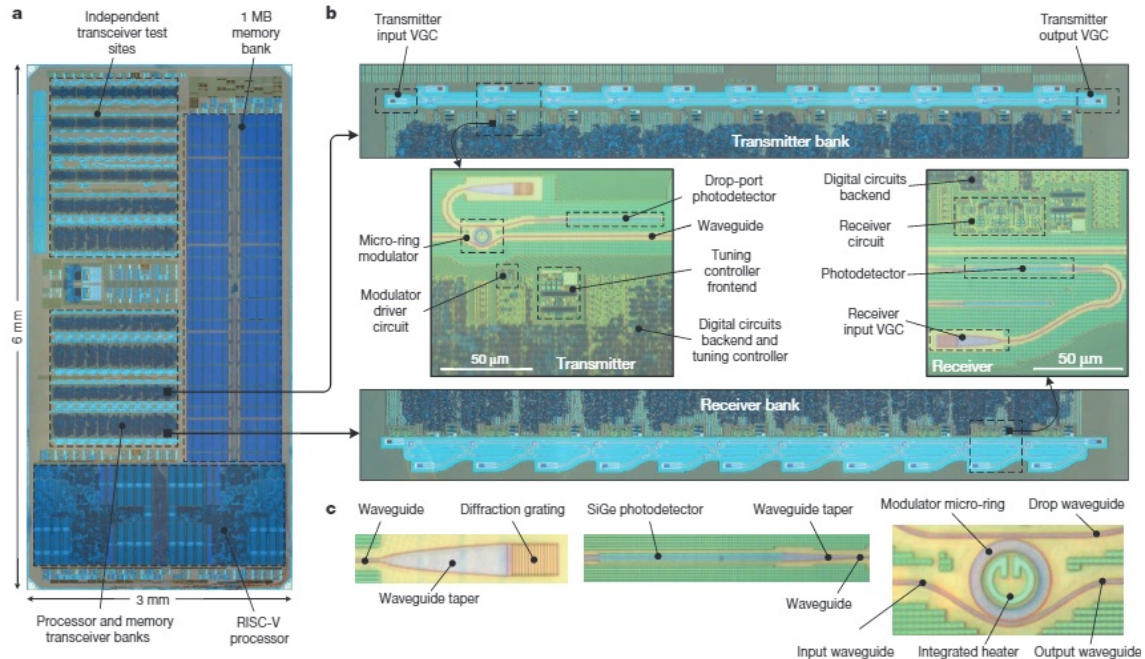 a
Independent
transceiver test
sites
1 MB
memory
bank
6 mm
3 mm
Processor and memory
transceiver banks
RISC-V
processor
b
Transmitter
input VGC
Transmitter
output VGC
Transmitter bank
Micro-ring
modulator
Modulator
driver
circuit
Drop-port
photodetector
Waveguide
Tuning
controller
frontend
Digital circuits
backend and
tuning controller
50 µm
Transmitter
Digital circuits
backend
Receiver
circuit
Photodetector
Receiver
input VGC
Receiver
50 µm
Receiver bank
c
Waveguide
Diffraction grating
Waveguide taper
SiGe photodetector
Waveguide taper
Waveguide
Modulator micro-ring
Drop waveguide
Input waveguide
Integrated heater
Output waveguide